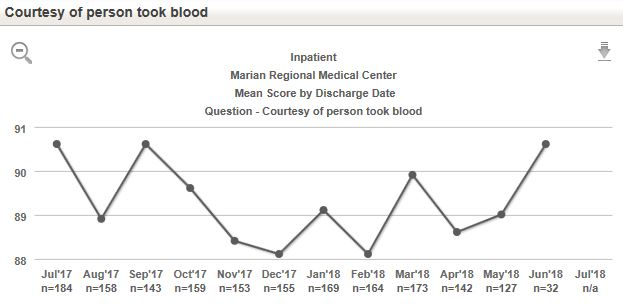 Courtesy of person took blood
Inpatient
Marian Regional Medical Center
Mean Score by Discharge Date
Question - Courtesy of person took blood
91
90
89
88
Jul'17 Aug'17 Sep'17 Oct'17 Nov'17 Dec'17 Jan'18 Feb'18 Mar'18 Apr'18 May'18 Jun'18 Jul'18
n=184 n=158 n=143 n=159 n=153 n=155 n=169 n=164 n=173 n=142 n=127 n=32 n/a